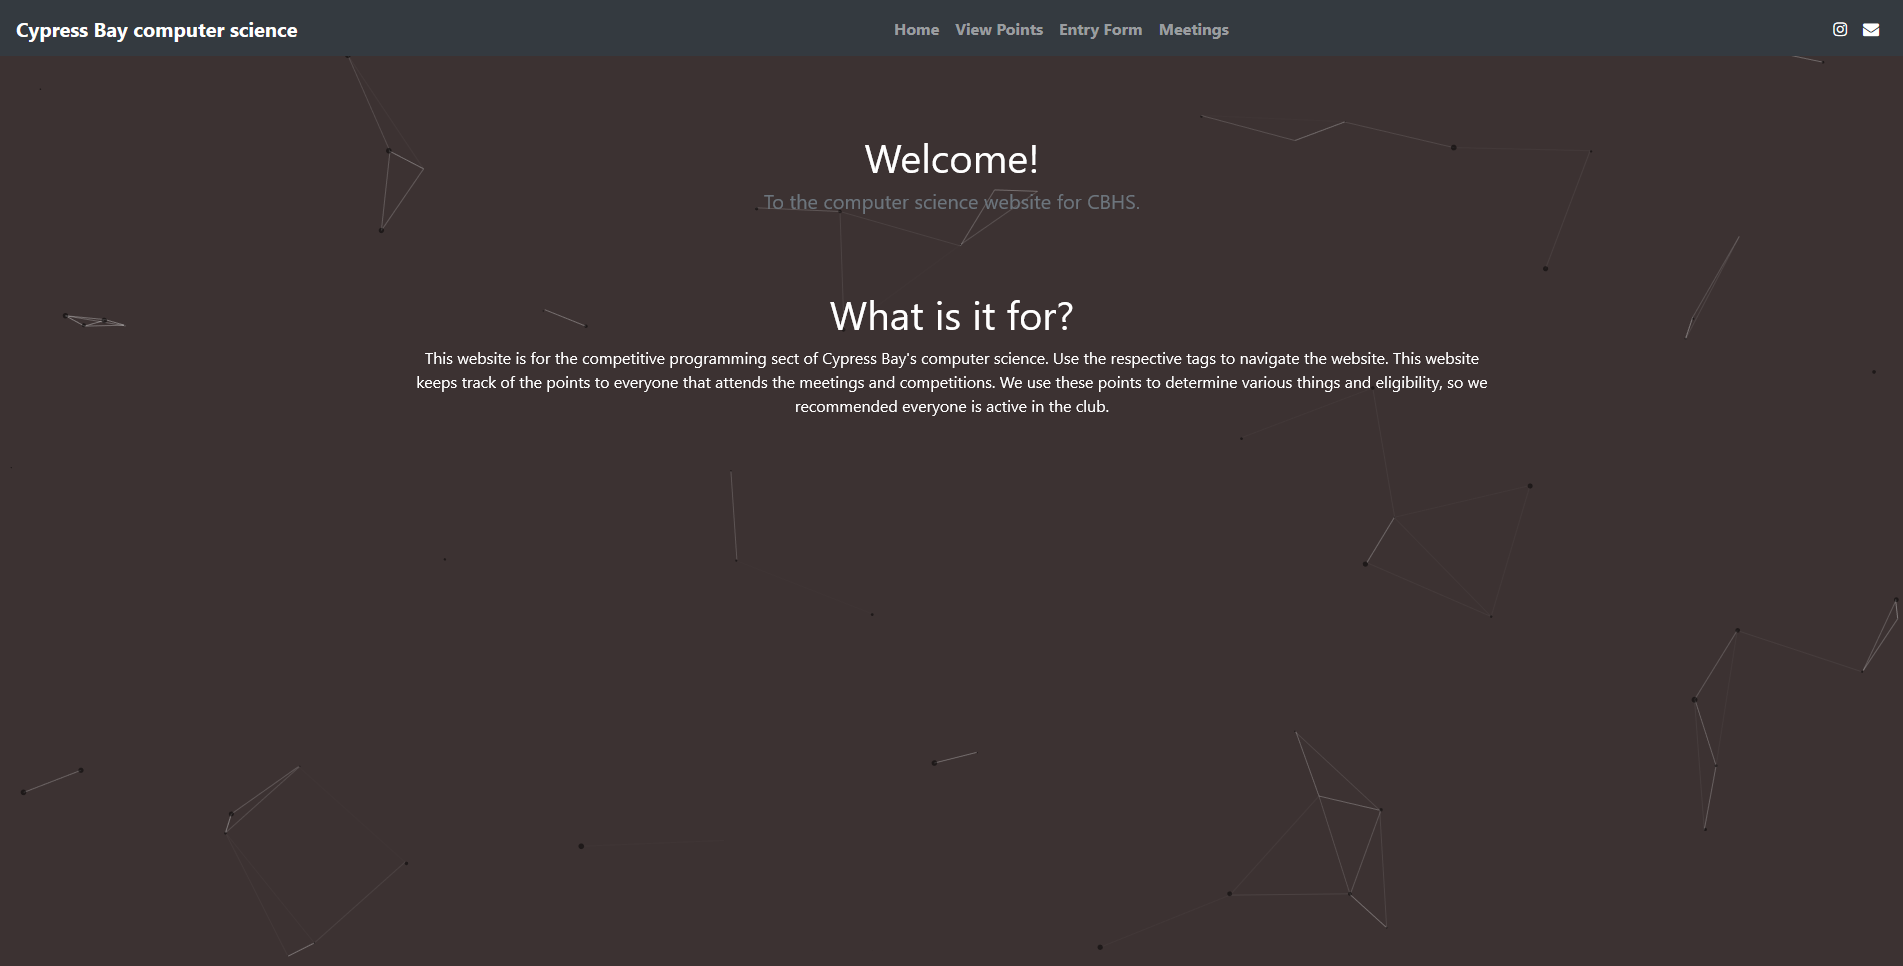 Cypress Bay computer science
Home View Points Entry Form Meetings
Welcome!
To the computer science website for CBHS.
What is it for?
This website is for the competitive programming sect of Cypress Bay's computer science. Use the respective tags to navigate the website. This website
keeps track of the points to everyone that attends the meetings and competitions. We use these points to determine various things and eligibility, so we
recommended everyone is active in the club.